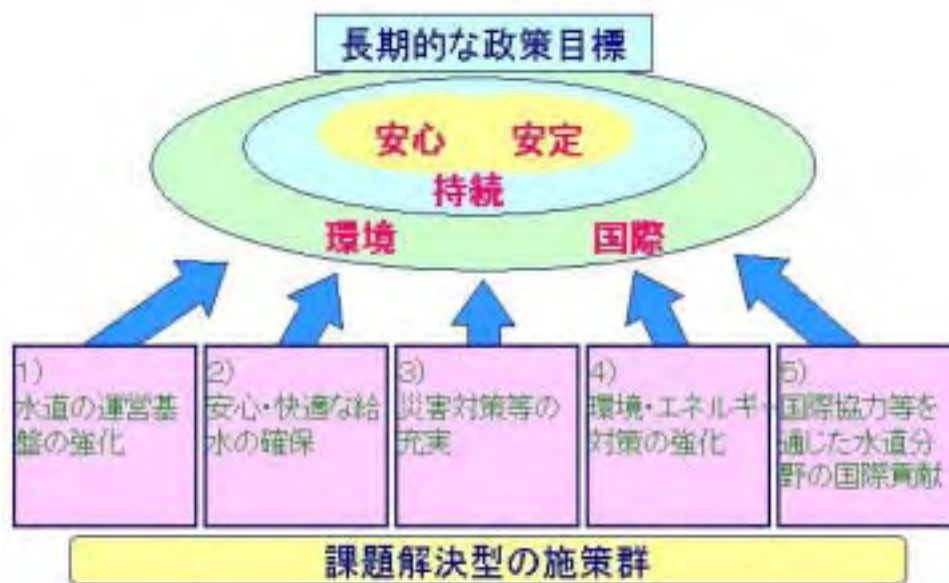 長期的な政策目標
安心 安定
持続
環境 国際
1)
水道の運営基
盤の強化
2)
安心・快適な給
水の確保
3)
災害対策等の
充実
4)
環境・エネルギー
対策の強化
5)
国際協力等を
通じた水道分
野の国際貢献
課題解決型の施策群